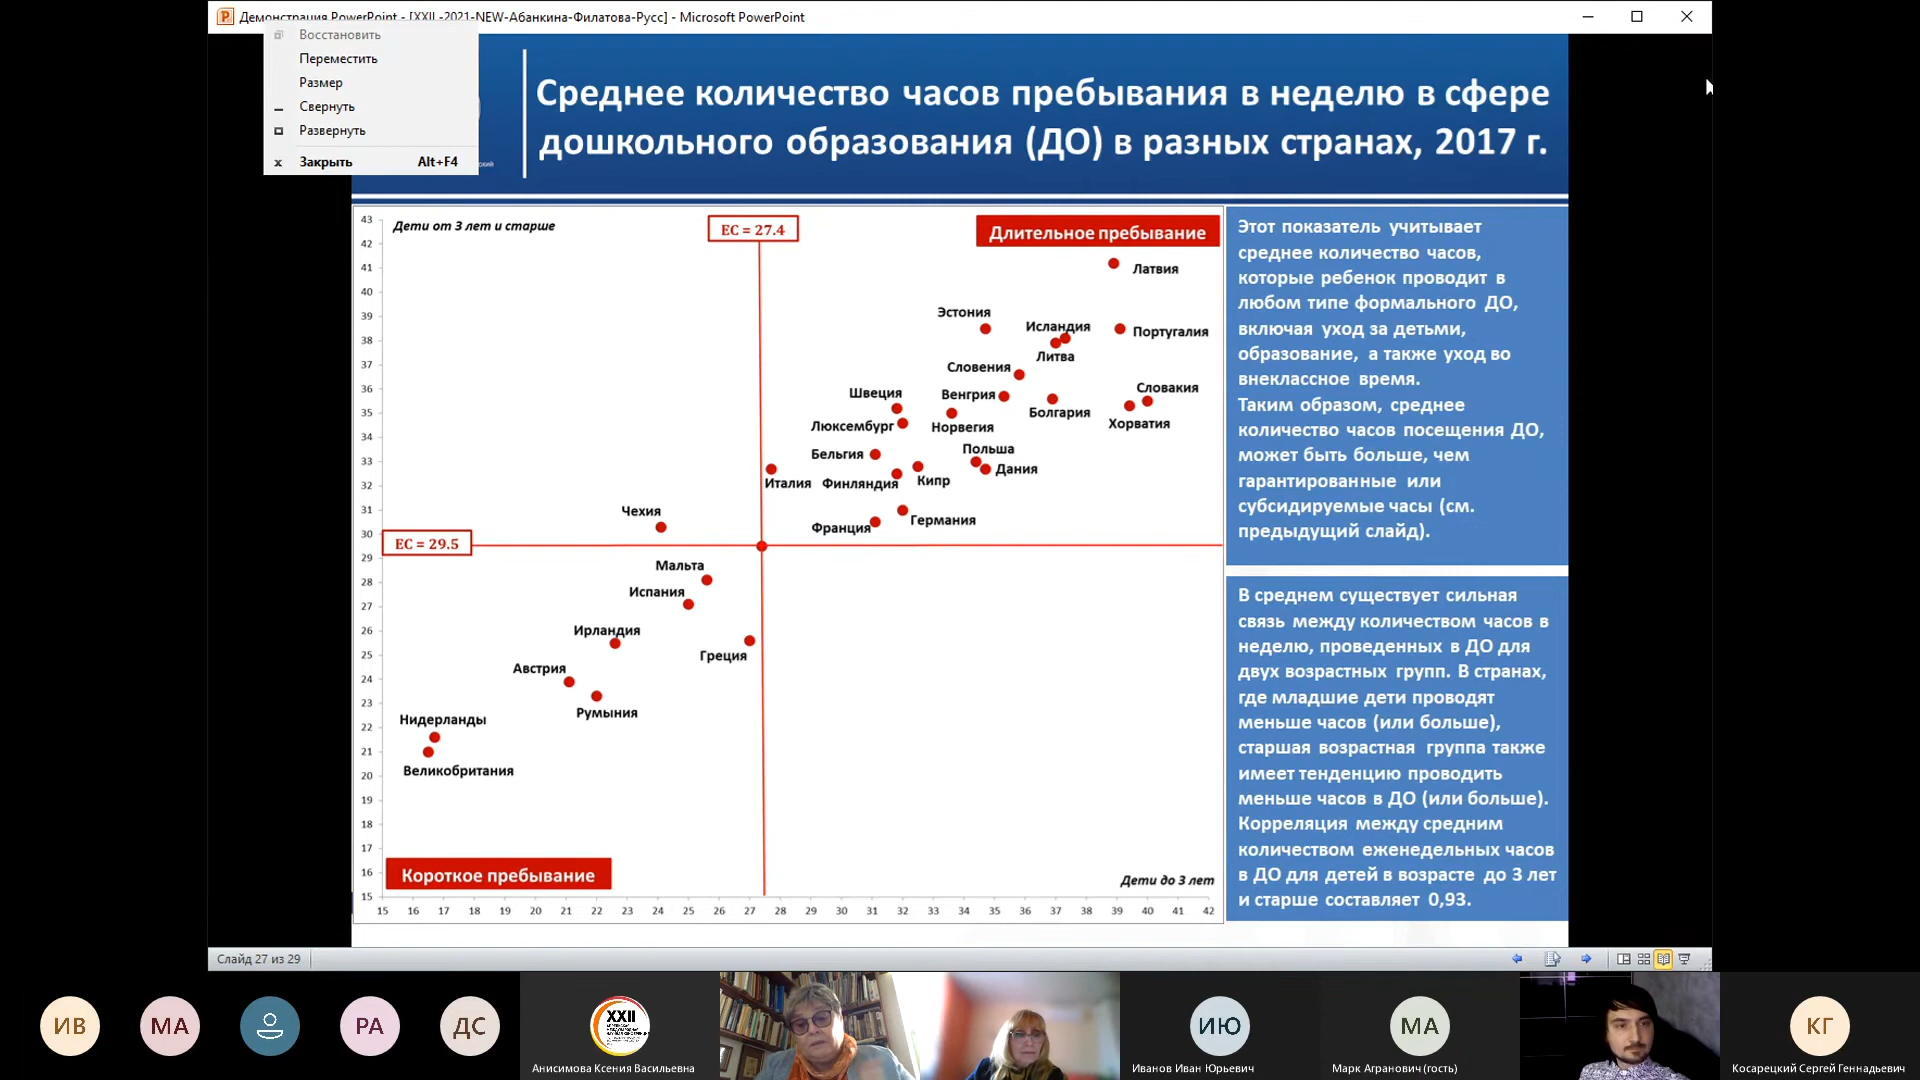 Демонстрация PowerPoint - [XXII_-2021-NEW-Абанкина-Филатова-Русс] - Microsoft PowerPoint
Восстановить
Переместить
Размер
Свернуть
Развернуть
Закрыть Alt+F4
Среднее количество часов пребывания в неделю в сфере
дошкольного образования (ДО) в разных странах, 2017 г.
Дети от 3 лет и старше
ЕС = 27.4
Длительное пребывание
Латвия
Эстония
Исландия
Португалия
Литва
Словения
Словакия
Швеция
Венгрия
Болгария
Хорватия
Люксембург
Норвегия
Польша
Бельгия
Дания
Италия
Финляндия
Кипр
Чехия
Франция
Германия
ЕС = 29.5
Мальта
Испания
Ирландия
Греция
Австрия
Румыния
Нидерланды
Великобритания
Короткое пребывание
Дети до 3 лет
43
42
41
40
39
38
37
36
35
34
33
32
31
30
29
28
27
26
25
24
23
22
21
20
19
18
17
16
15
15 16 17 18 19 20 21 22 23 24 25 26 27 28 29 30 31 32 33 34 35 36 37 38 39 40 41 42
Этот показатель учитывает
среднее количество часов,
которые ребенок проводит в
любом типе формального ДО,
включая уход за детьми,
образование, а также уход во
внеклассное время.
Таким образом, среднее
количество часов посещения ДО,
может быть больше, чем
гарантированные или
субсидируемые часы (см.
предыдущий слайд).
В среднем существует сильная
связь между количеством часов в
неделю, проведенных в ДО для
двух возрастных групп. В странах,
где младшие дети проводят
меньше часов (или больше),
старшая возрастная группа также
имеет тенденцию проводить
меньше часов в ДО (или больше).
Корреляция между средним
количеством еженедельных часов
в ДО для детей в возрасте до 3 лет
и старше составляет 0,93.
Слайд 27 из 29
ИВ
МА
РА
ДС
XXII
Анисимова Ксения Васильевна
ИЮ
Иванов Иван Юрьевич
МА
Марк Агранович (гость)
КГ
Косарецкий Сергей Геннадьевич